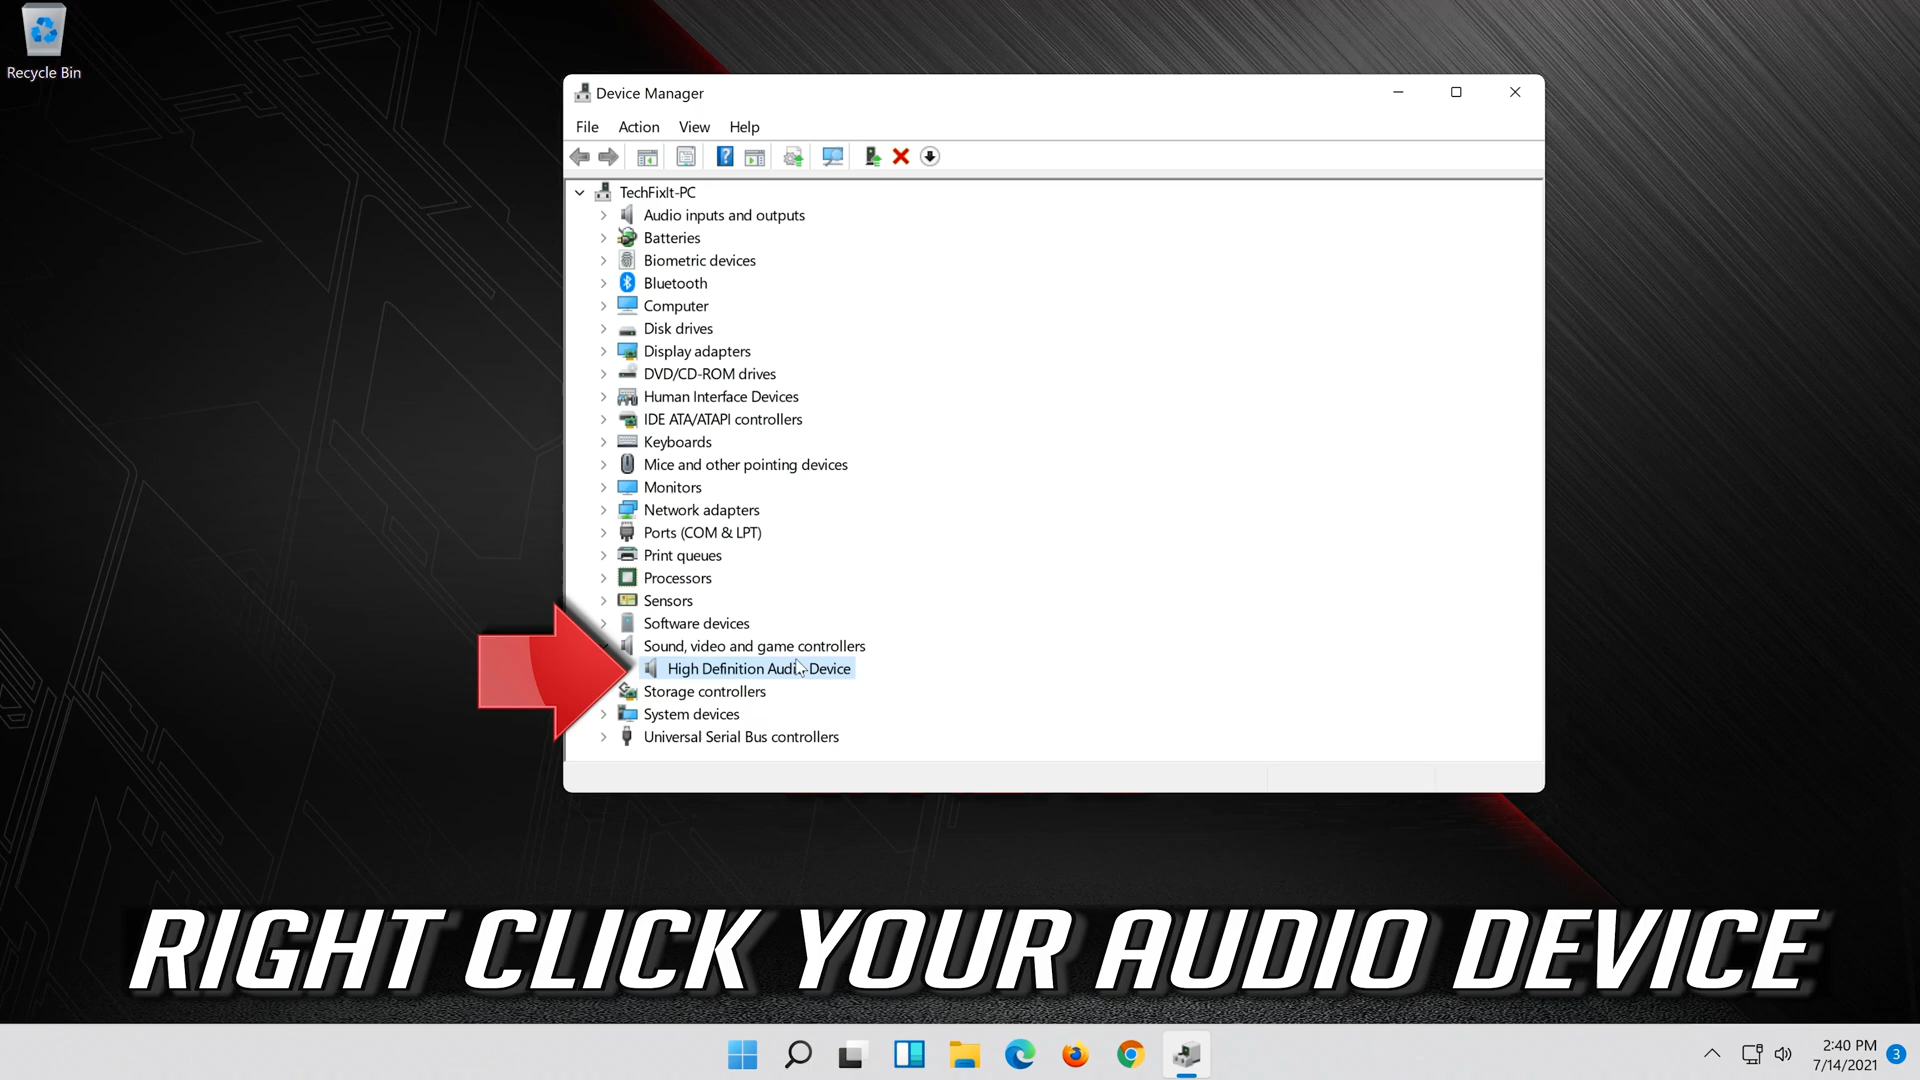 Recycle Bin
Device Manager
File Action View Help
TechFixIt-PC
Audio inputs and outputs
Batteries
Biometric devices
Bluetooth
Computer
Disk drives
Display adapters
DVD/CD-ROM drives
Human Interface Devices
IDE ATA/ATAPI controllers
Keyboards
Mice and other pointing devices
Monitors
Network adapters
Ports (COM & LPT)
Print queues
Processors
Sensors
Software devices
Sound, video and game controllers
High Definition Audio Device
Storage controllers
System devices
Universal Serial Bus controllers
RIGHT CLICK YOUR AUDIO DEVICE
2:40 PM
7/14/2021
3